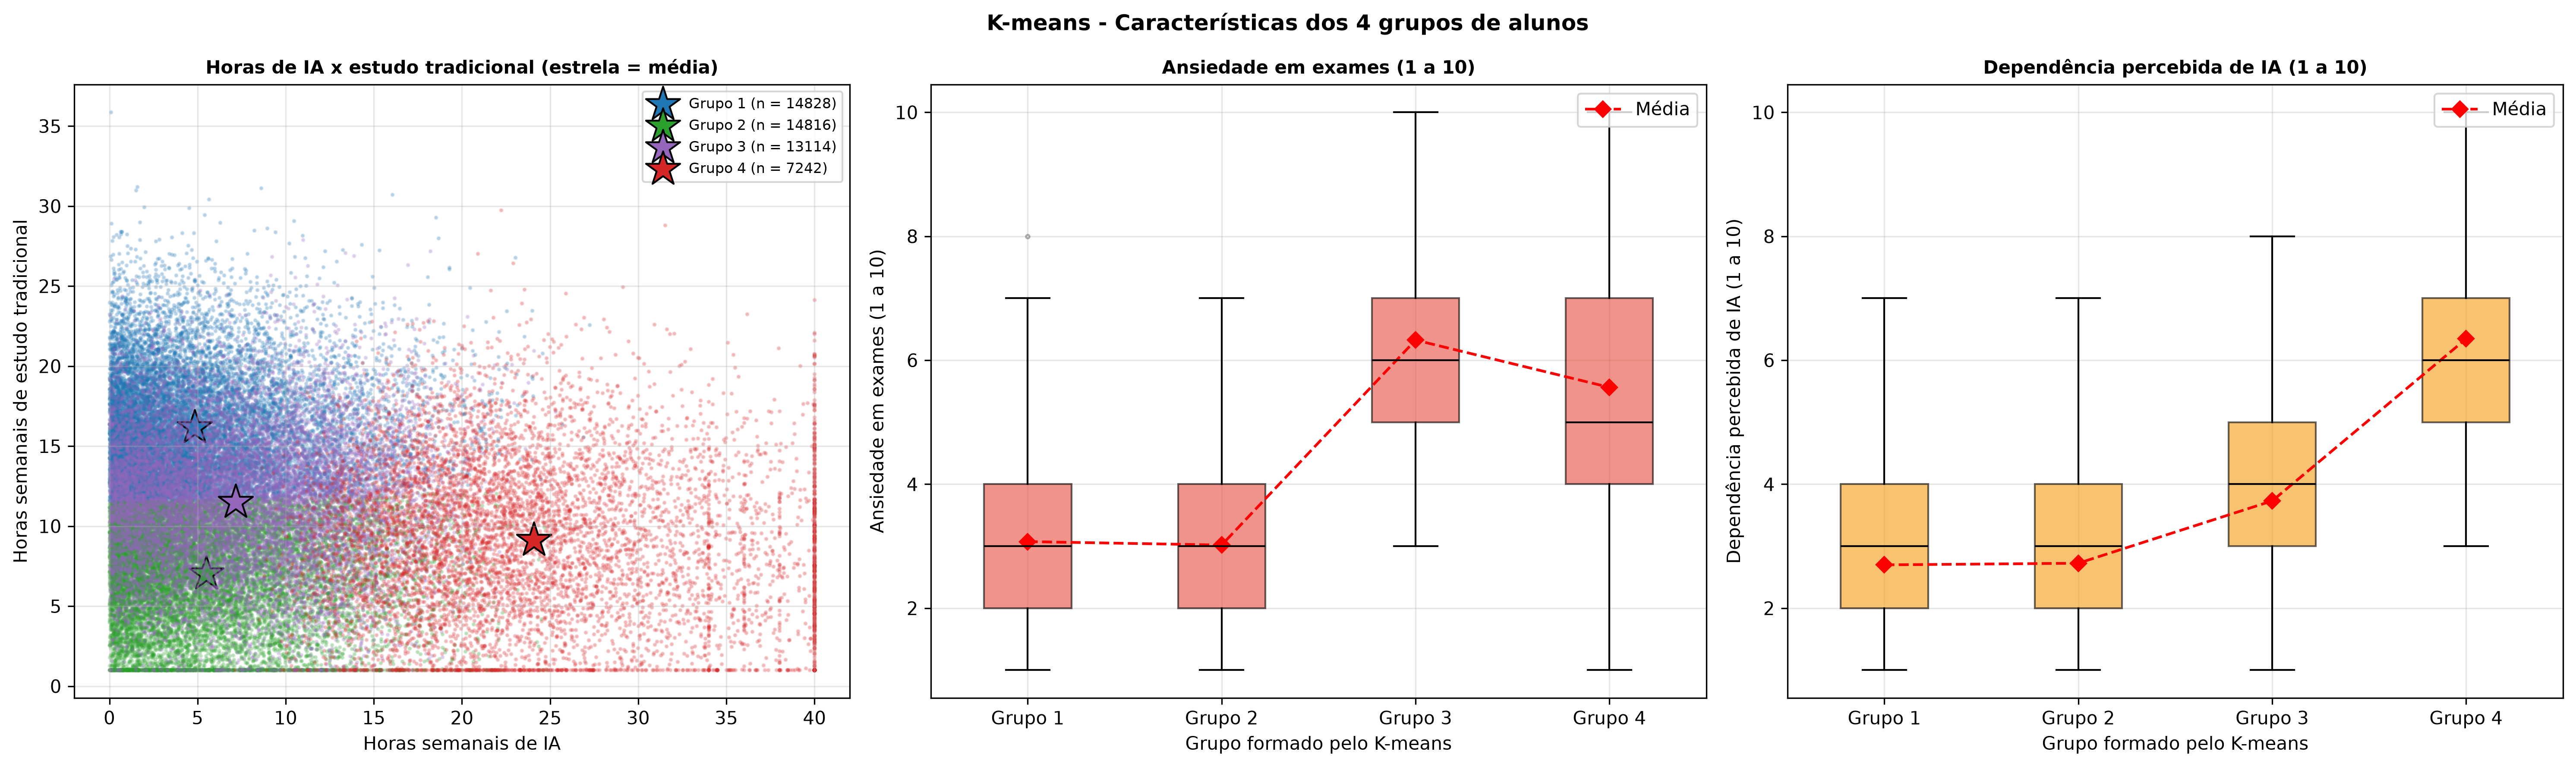 K-means - Características dos 4 grupos de alunos
Horas de IA x estudo tradicional (estrela = média)
Grupo 1 (n = 14828)
Grupo 2 (n = 14816)
Grupo 3 (n = 13114)
Grupo 4 (n = 7242)
35
30
25
20
15
10
5
0
Horas semanais de estudo tradicional
0 5 10 15 20 25 30 35 40
Horas semanais de IA
Ansiedade em exames (1 a 10)
Média
10
8
6
4
2
Ansiedade em exames (1 a 10)
Grupo 1 Grupo 2 Grupo 3 Grupo 4
Grupo formado pelo K-means
Dependência percebida de IA (1 a 10)
Média
10
8
6
4
2
Dependência percebida de IA (1 a 10)
Grupo 1 Grupo 2 Grupo 3 Grupo 4
Grupo formado pelo K-means